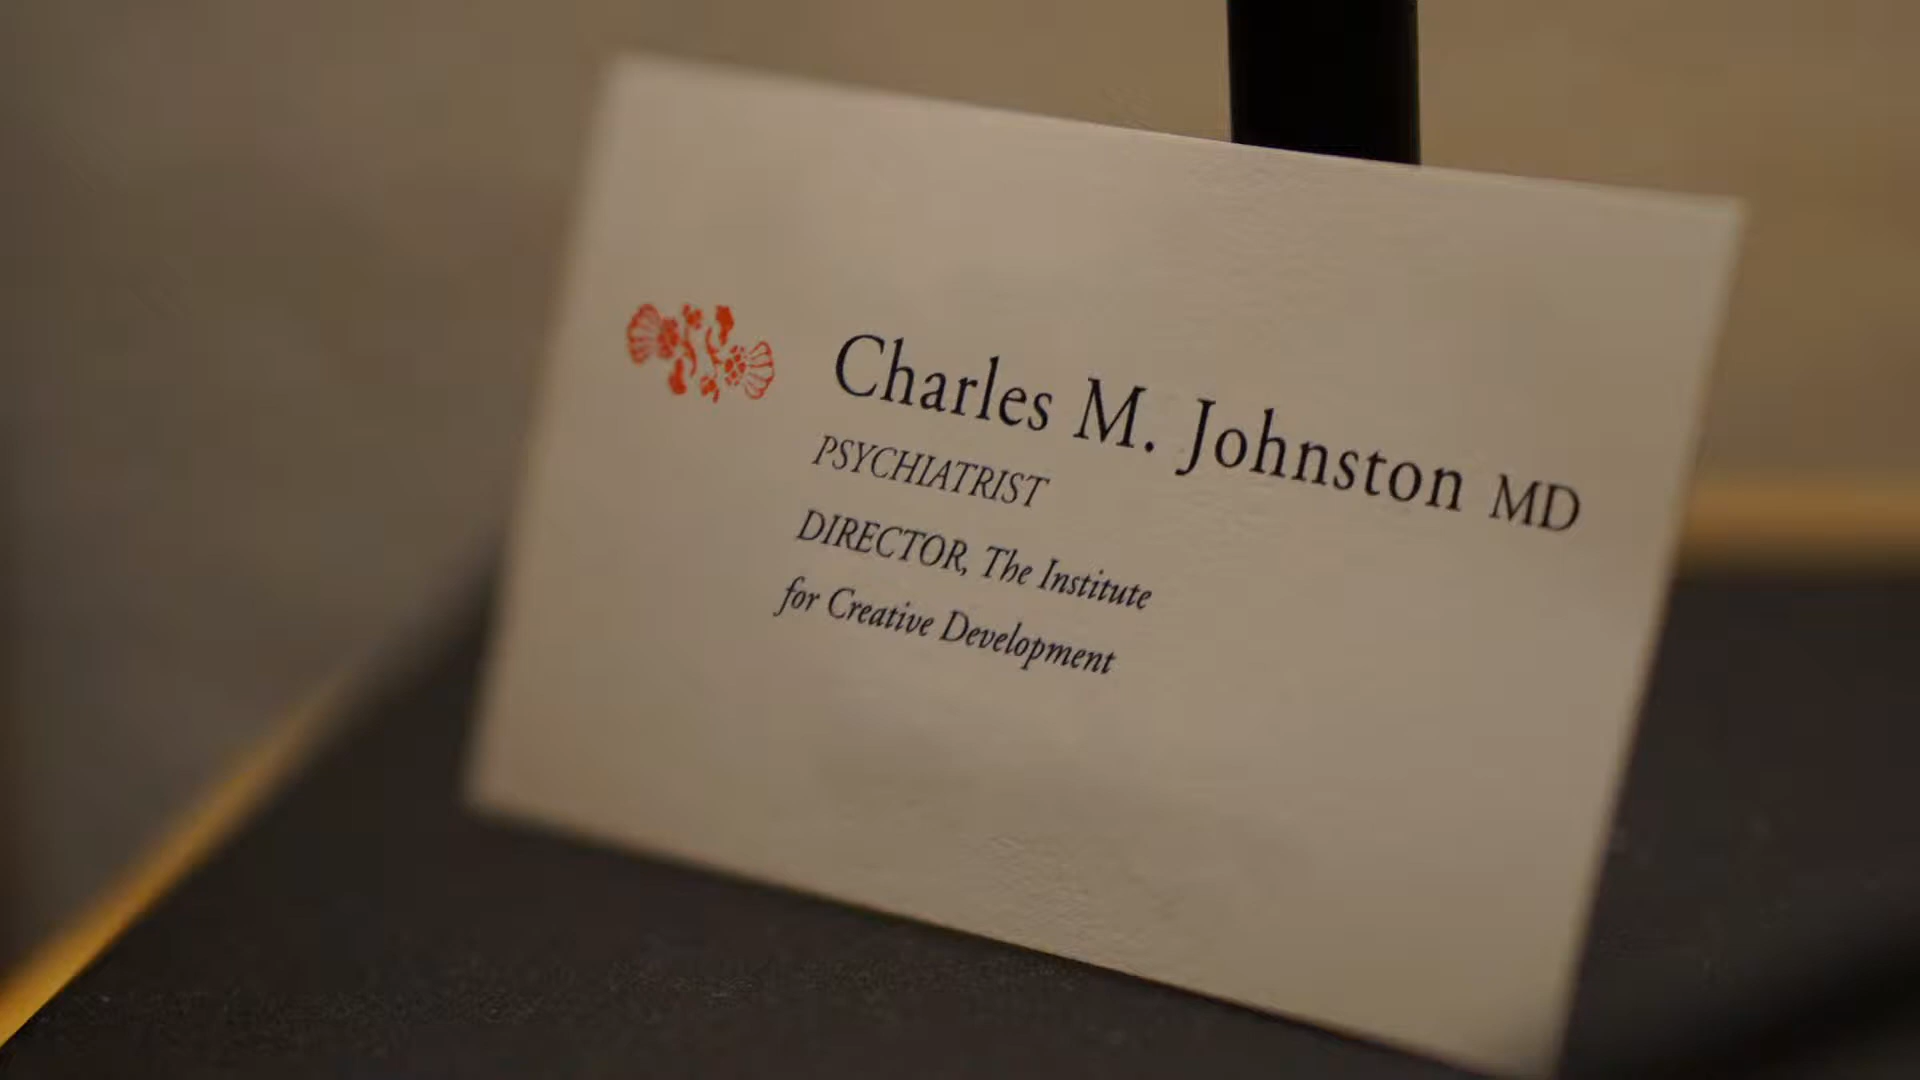 Charles M. Johnston MD
PSYCHIATRIST
DIRECTOR, The Institute
for Creative Development